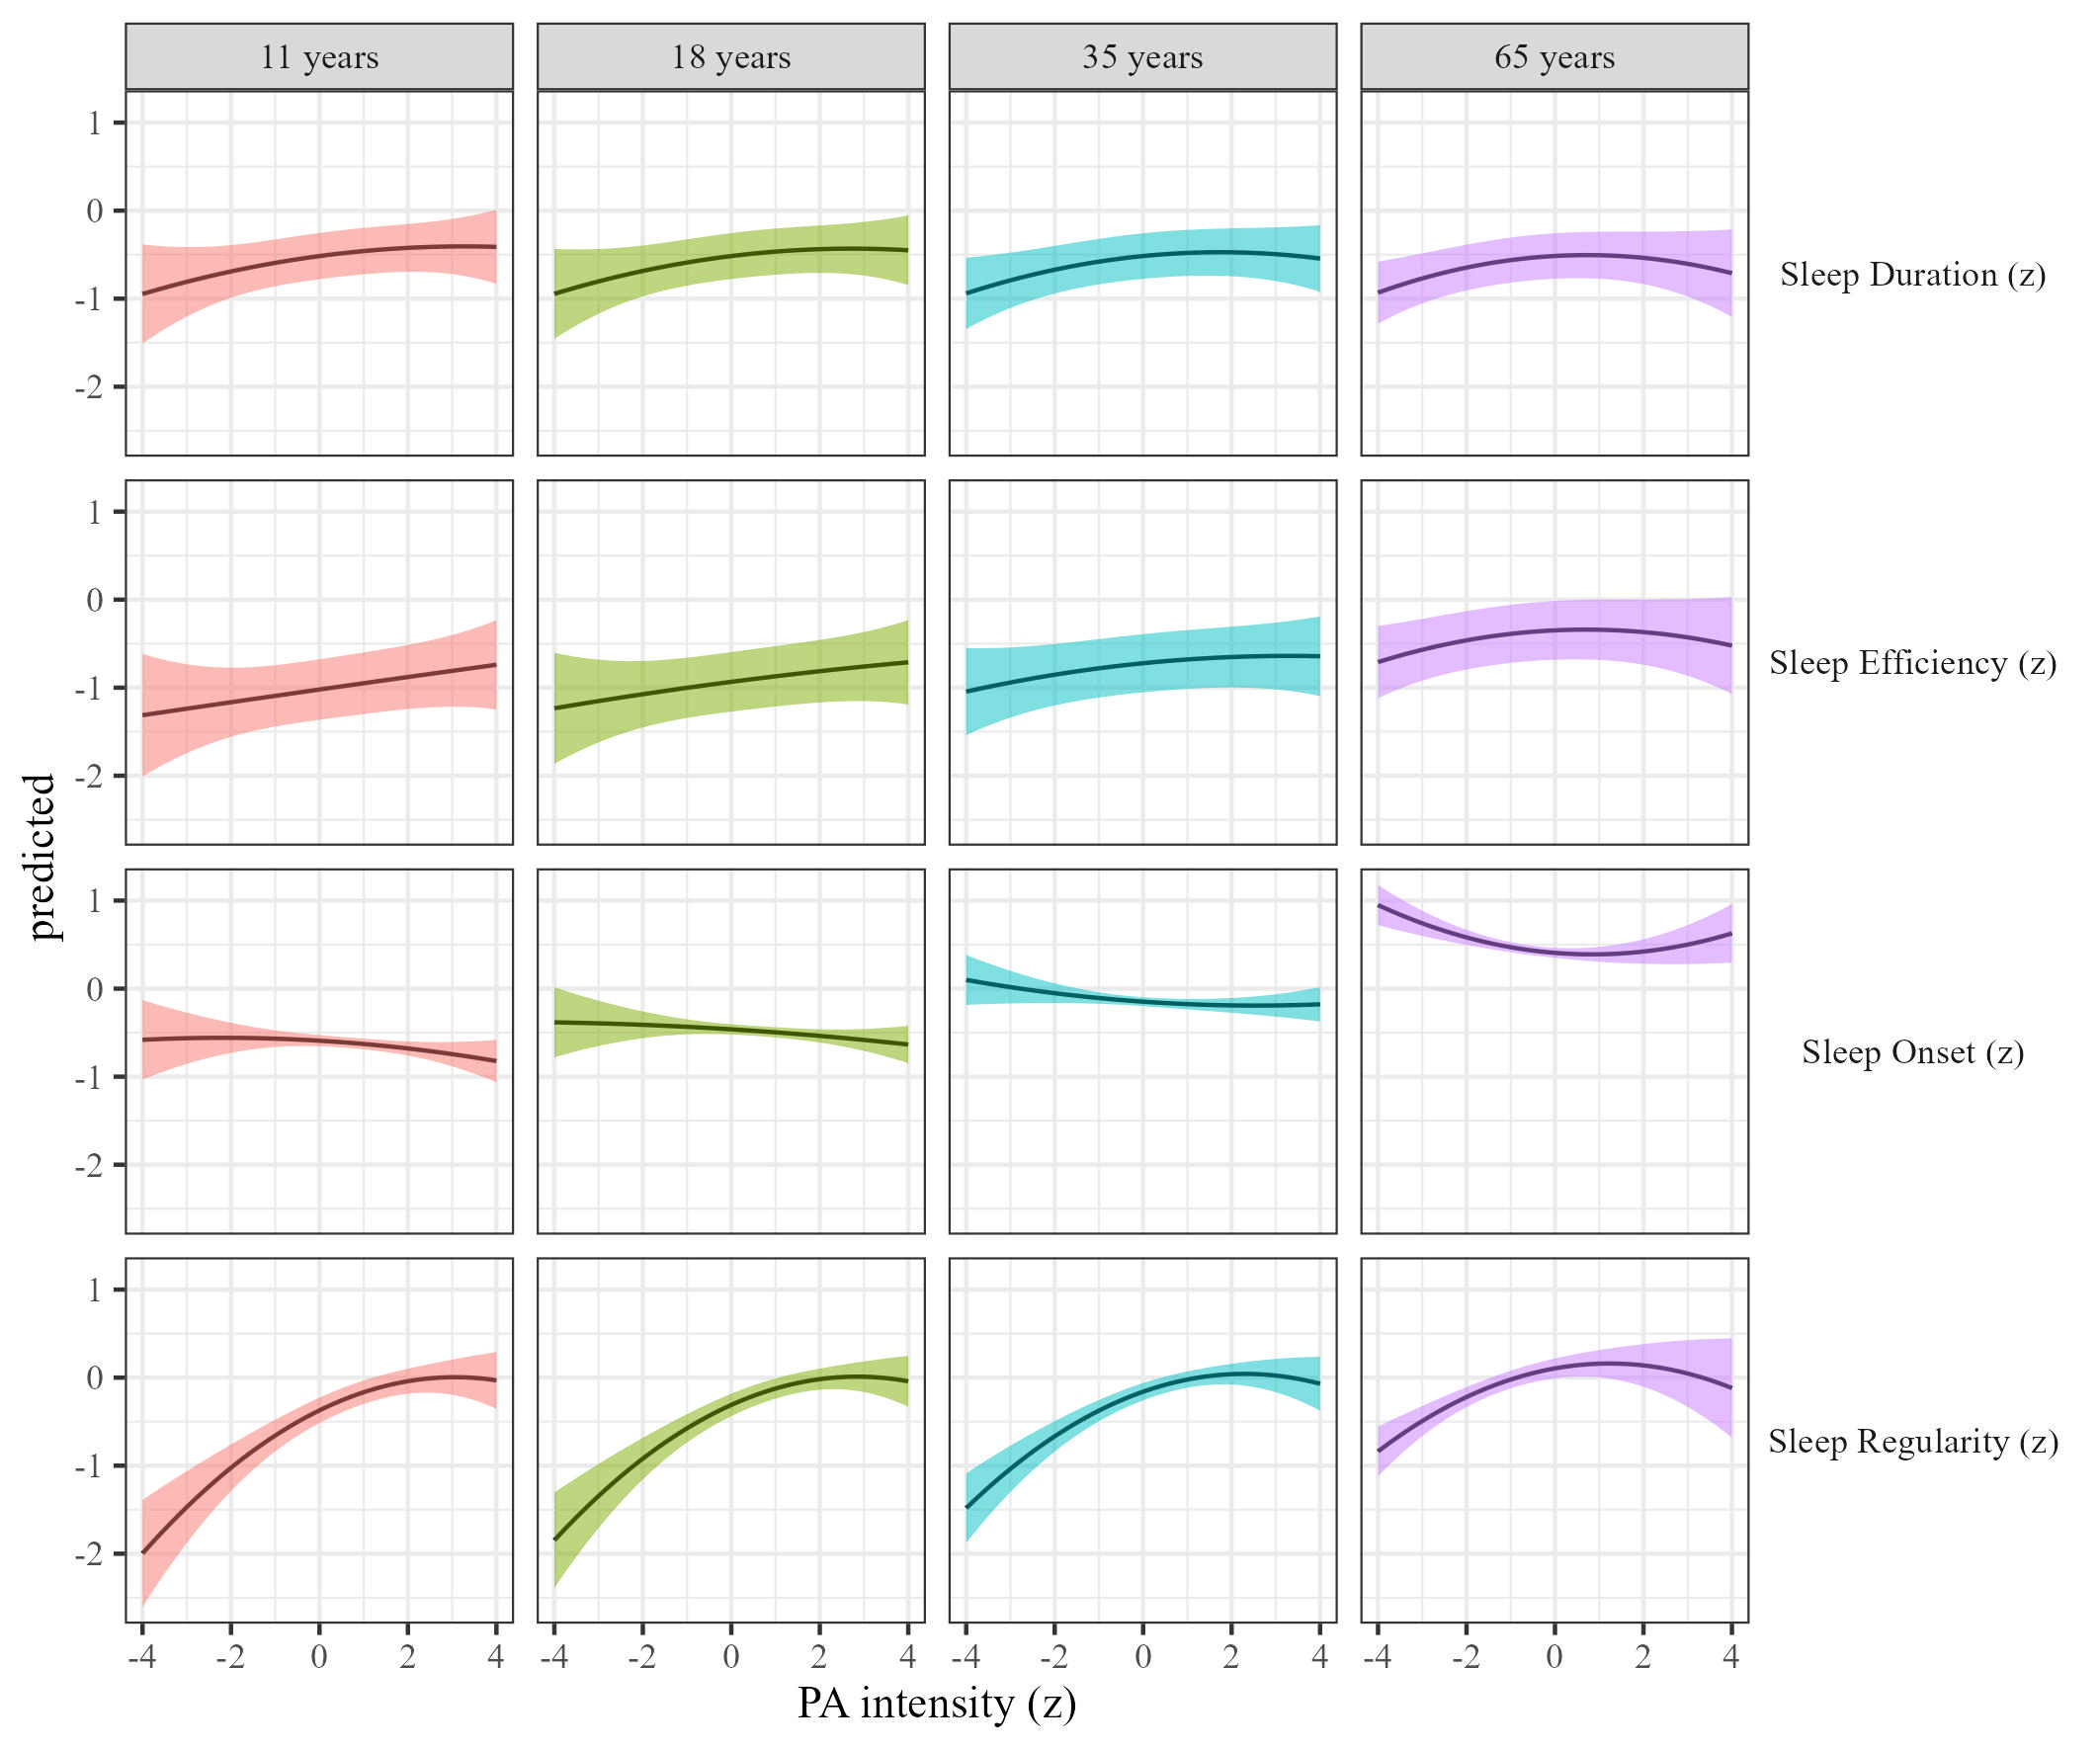 11 years 18 years 35 years 65 years
1
0
-1
-2
Sleep Duration (z)
1
0
-1
-2
Sleep Efficiency (z)
predicted
1
0
-1
-2
Sleep Onset (z)
1
0
-1
-2
Sleep Regularity (z)
-4 -2 0 2 4 -4 -2 0 2 4 -4 -2 0 2 4 -4 -2 0 2 4
PA intensity (z)